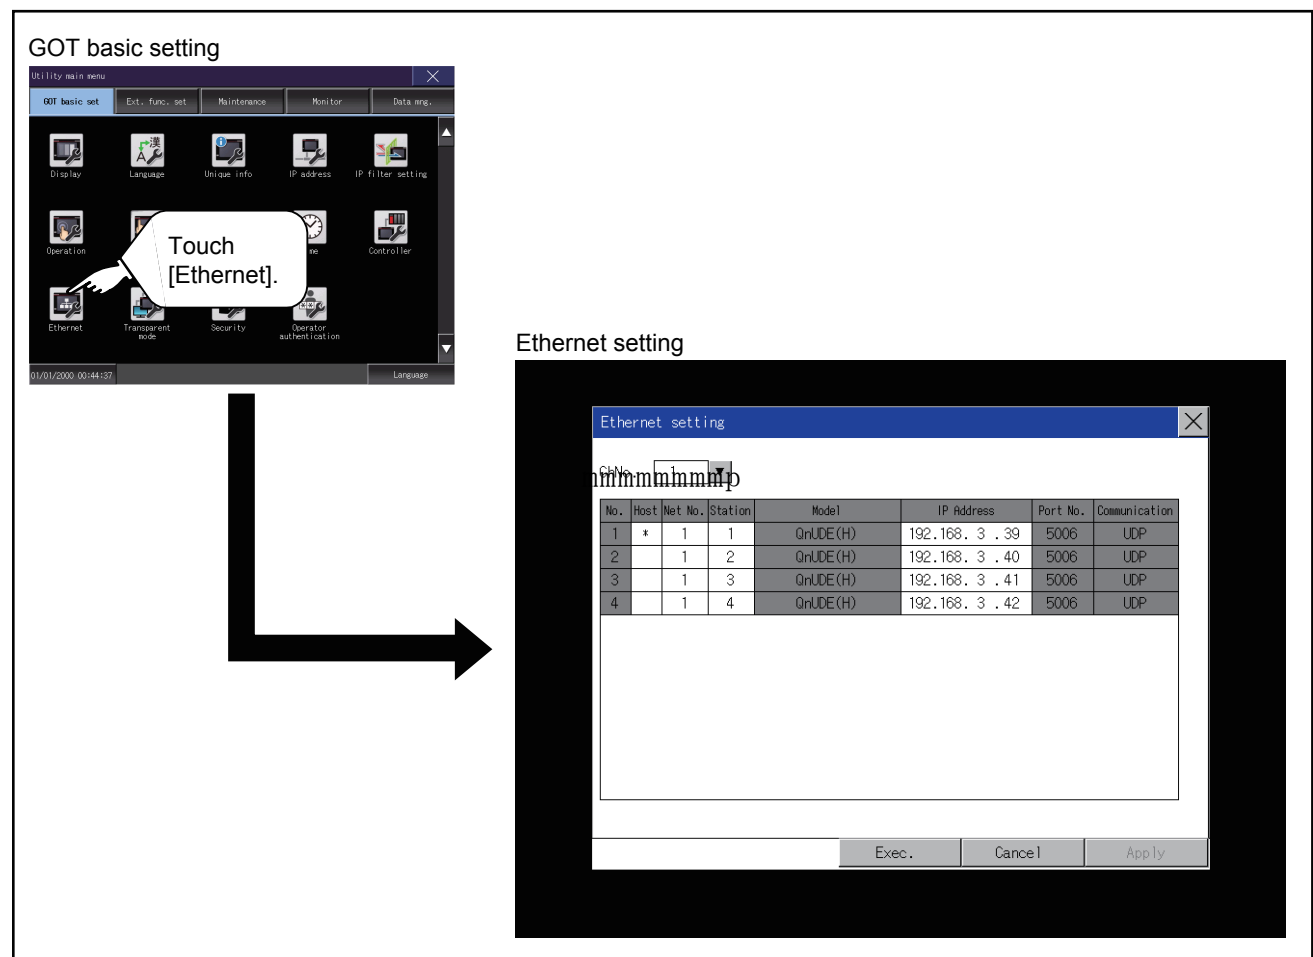 GOT basic setting
Utility main menu
GOT basic set Ext. func. set Maintenance Monitor Data mng.
Display Language Unique info IP address IP filter setting
漢
A
Operation me Controller
Touch
[Ethernet].
Ethernet Transparent mode Security Operator authentication
01/01/2000 00:44:37 Language
Ethernet setting
Ethernet setting
ChNo. 1
No. Host Net No. Station Model IP Address Port No. Communication
1 * 1 1 QnUDE(H) 192.168. 3 .39 5006 UDP
2 1 2 QnUDE(H) 192.168. 3 .40 5006 UDP
3 1 3 QnUDE(H) 192.168. 3 .41 5006 UDP
4 1 4 QnUDE(H) 192.168. 3 .42 5006 UDP
Exec. Cancel Apply